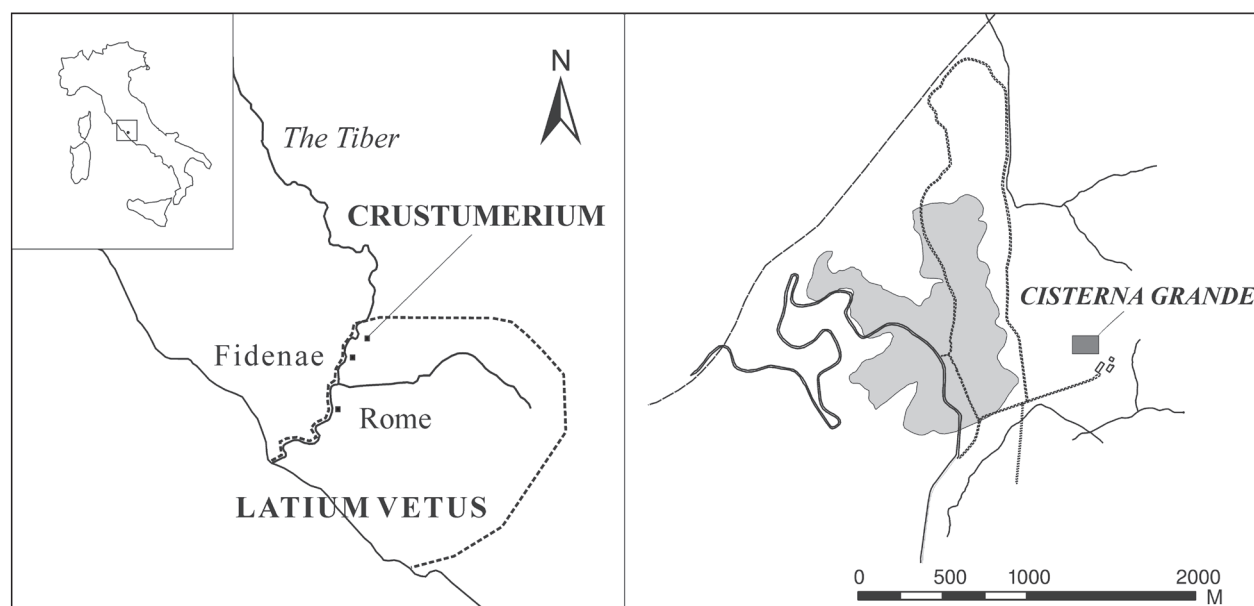 N
The Tiber
CRUSTUMERIUM
Fidenae
Rome
LATIUM VETUS
CISTERNA GRANDE
0 500 1000 2000
M